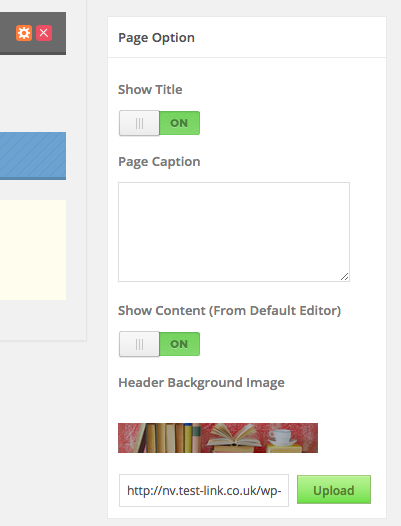 Page Option
Show Title
ON
Page Caption
Show Content (From Default Editor)
ON
Header Background Image
http://nv.test-link.co.uk/wp-
Upload